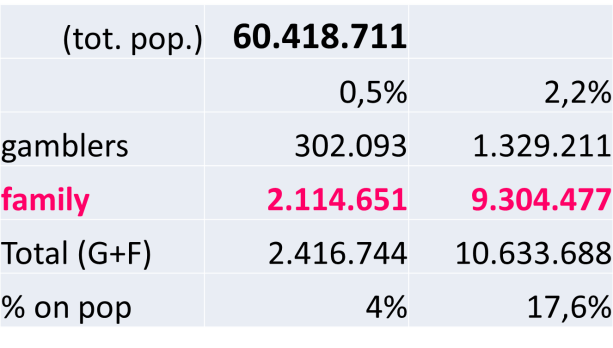 (tot. pop.) 60.418.711
0,5% 2,2%
gamblers 302.093 1.329.211
family 2.114.651 9.304.477
Total (G+F) 2.416.744 10.633.688
% on pop 4% 17,6%